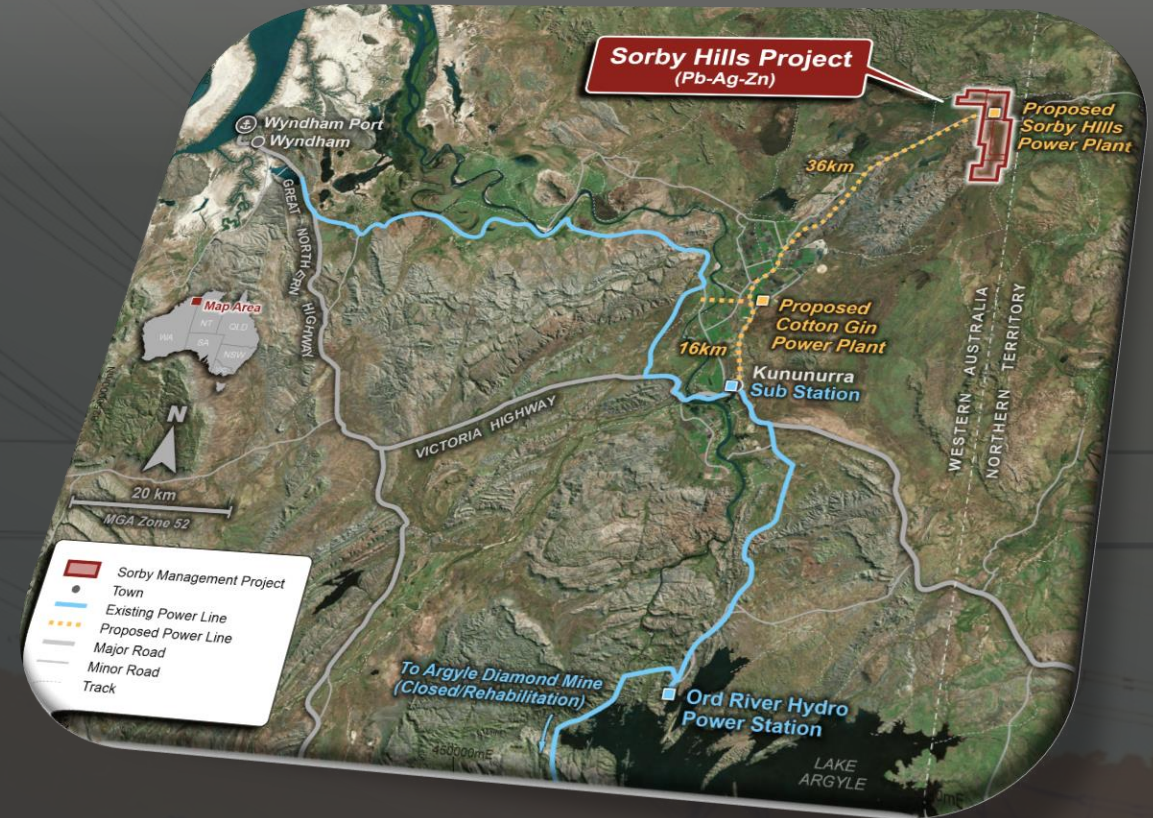 Sorby Hills Project
(Pb-Ag-Zn)
Proposed
Sorby Hills
Power Plant
Wyndham Port
Wyndham
36km
GREAT NORTHERN HIGHWAY
Map Area
WA
NT
QLD
SA
NSW
Proposed
Cotton Gin
Power Plant
16km
Kununurra
Sub Station
WESTERN AUSTRALIA
NORTHERN TERRITORY
VICTORIA HIGHWAY
N
20 km
MGA Zone 52
Sorby Management Project
Town
Existing Power Line
Proposed Power Line
Major Road
Minor Road
Track
To Argyle Diamond Mine
(Closed/Rehabilitation)
Ord River Hydro
Power Station
450000mE
LAKE
ARGYLE